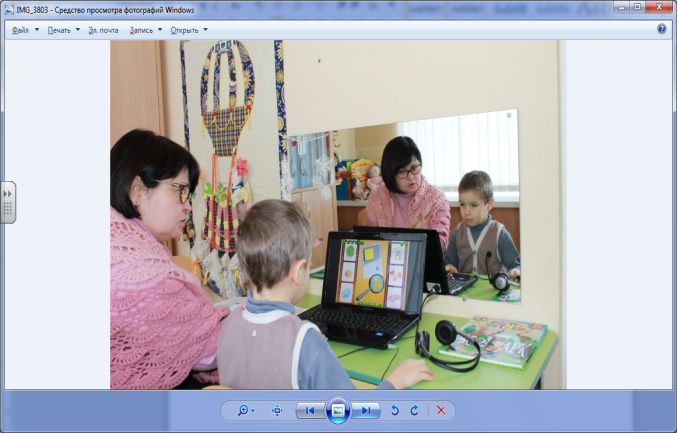 IMG_3803 - Средство просмотра фотографий Windows
Файл Печать Эл. почта Запись Открыть